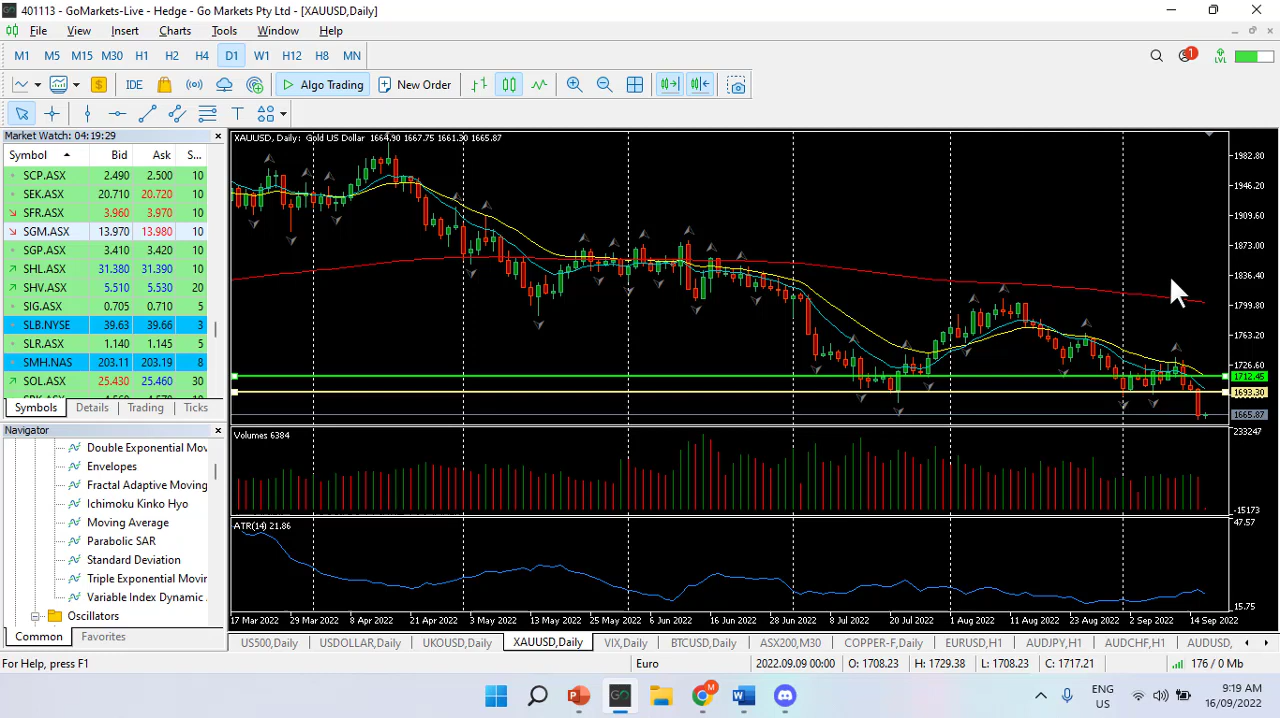 401113 - GoMarkets-Live - Hedge - Go Markets Pty Ltd - [XAUUSD,Daily]
File View Insert Charts Tools Window Help
M1 M5 M15 M30 H1 H2 H4 D1 W1 H12 H8 MN
1
LVL
IDE Algo Trading New Order
Market Watch: 04:19:29
Symbol Bid Ask S...
SCP.ASX 2.490 2.500 10
SEK.ASX 20.710 20.720 10
SFR.ASX 3.960 3.970 10
SGM.ASX 13.970 13.980 10
SGP.ASX 3.410 3.420 10
SHL.ASX 31.380 31.390 10
SHV.ASX 5.510 5.530 20
SIG.ASX 0.705 0.710 5
SLB.NYSE 39.63 39.66 3
SLR.ASX 1.140 1.145 5
SMH.NAS 203.11 203.19 8
SOL.ASX 25.430 25.460 30
Symbols Details Trading Ticks
Navigator
Double Exponential Mov
Envelopes
Fractal Adaptive Moving
Ichimoku Kinko Hyo
Moving Average
Parabolic SAR
Standard Deviation
Triple Exponential Movin
Variable Index Dynamic
Oscillators
Common Favorites
XAUUSD, Daily: Gold US Dollar 1664.90 1667.75 1661.30 1665.87
1982.80
1946.20
1909.60
1873.00
1836.40
1799.80
1763.20
1726.60
1712.45
1693.30
1665.87
Volumes 6384
233247
-15173
ATR(14) 21.86
47.57
15.75
17 Mar 2022 29 Mar 2022 8 Apr 2022 21 Apr 2022 3 May 2022 13 May 2022 25 May 2022 6 Jun 2022 16 Jun 2022 28 Jun 2022 8 Jul 2022 20 Jul 2022 1 Aug 2022 11 Aug 2022 23 Aug 2022 2 Sep 2022 14 Sep 2022
US500,Daily USDOLLAR,Daily UKOUSD,Daily XAUUSD,Daily VIX,Daily BTCUSD,Daily ASX200,M30 COPPER-F,Daily EURUSD,H1 AUDJPY,H1 AUDCHF,H1 AUDUSD,
For Help, press F1 Euro 2022.09.09 00:00 O: 1708.23 H: 1729.38 L: 1708.23 C: 1717.21 176 / 0 Mb
GO
M
ENG
US
9:19 AM
16/09/2022